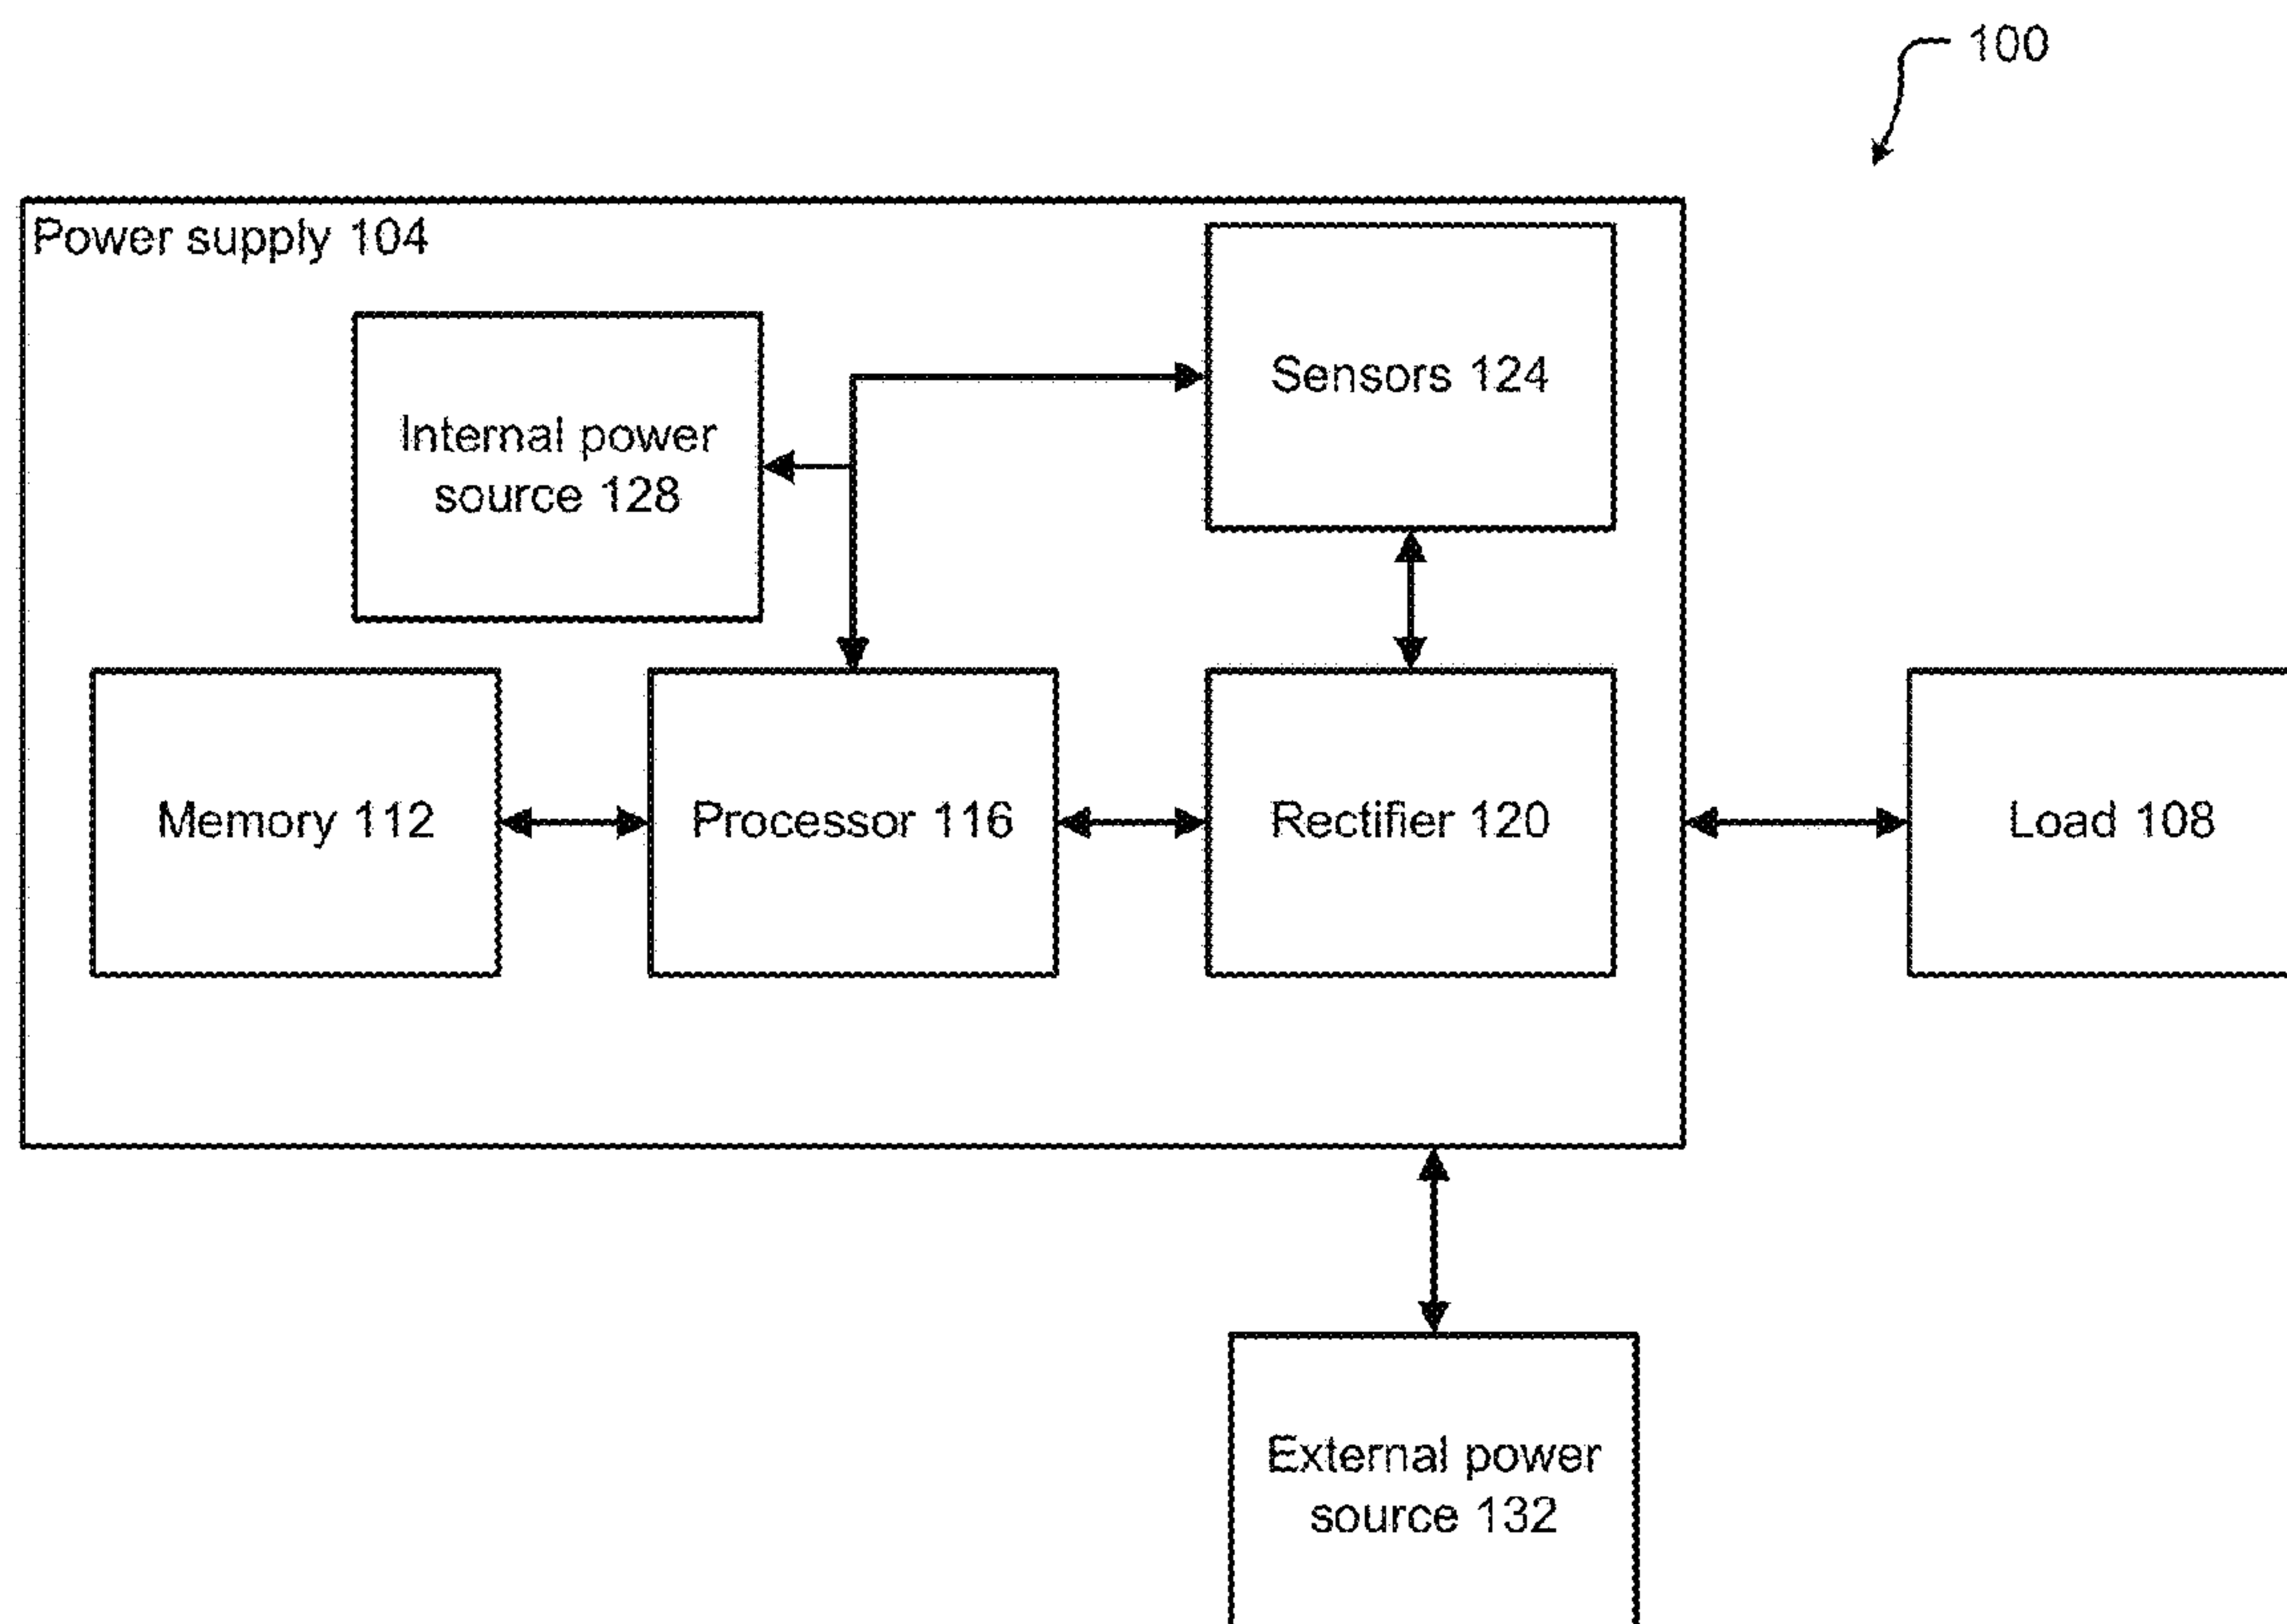 100
Power supply 104
Sensors 124
Internal power
source 128
Memory 112
Processor 116
Rectifier 120
Load 108
External power
source 132